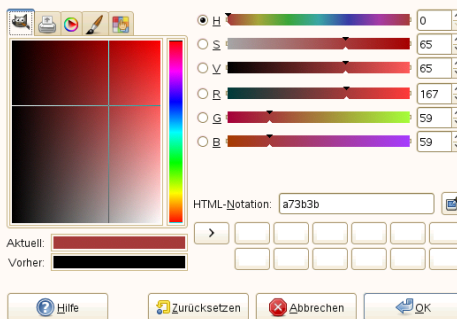 H 0
S 65
V 65
R 167
G 59
B 59
HTML-Notation: a73b3b
>
Aktuell:
Vorher:
Hilfe Zurücksetzen Abbrechen OK